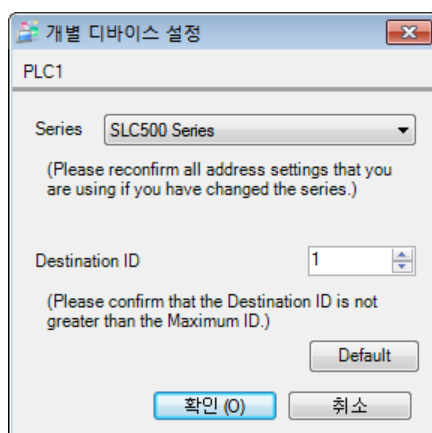 개별 디바이스 설정
PLC1
Series SLC500 Series
(Please reconfirm all address settings that you
are using if you have changed the series.)
Destination ID 1
(Please confirm that the Destination ID is not
greater than the Maximum ID.)
Default
확인 (O) 취소